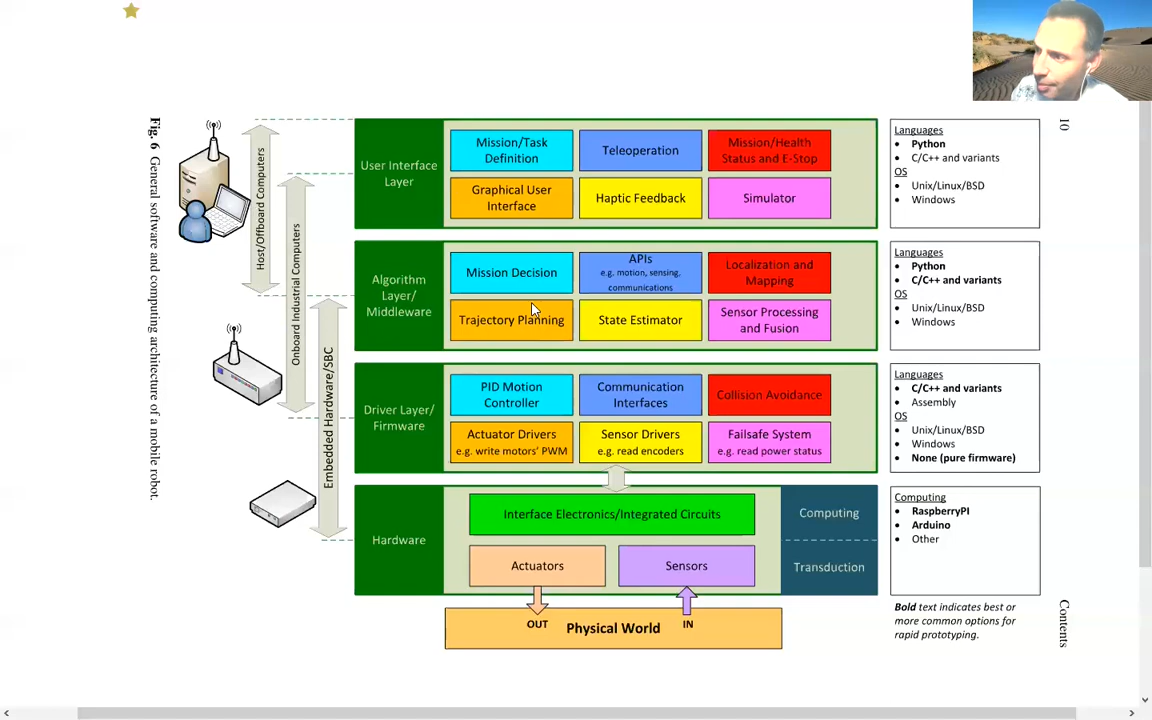 10
Fig. 6 General software and computing architecture of a mobile robot.
Host/Offboard Computers
Onboard Industrial Computers
Embedded Hardware/SBC
User Interface
Layer
Mission/Task
Definition
Teleoperation
Mission/Health
Status and E-Stop
Graphical User
Interface
Haptic Feedback
Simulator
Languages
• Python
• C/C++ and variants
OS
• Unix/Linux/BSD
• Windows
Algorithm
Layer/
Middleware
Mission Decision
APIs
e.g. motion, sensing,
communications
Localization and
Mapping
Trajectory Planning
State Estimator
Sensor Processing
and Fusion
Languages
• Python
• C/C++ and variants
OS
• Unix/Linux/BSD
• Windows
Driver Layer/
Firmware
PID Motion
Controller
Communication
Interfaces
Collision Avoidance
Actuator Drivers
e.g. write motors' PWM
Sensor Drivers
e.g. read encoders
Failsafe System
e.g. read power status
Languages
• C/C++ and variants
• Assembly
OS
• Unix/Linux/BSD
• Windows
• None (pure firmware)
Hardware
Interface Electronics/Integrated Circuits
Computing
Actuators
Sensors
Transduction
Computing
• RaspberryPI
• Arduino
• Other
OUT
Physical World
IN
Bold text indicates best or
more common options for
rapid prototyping.
Contents